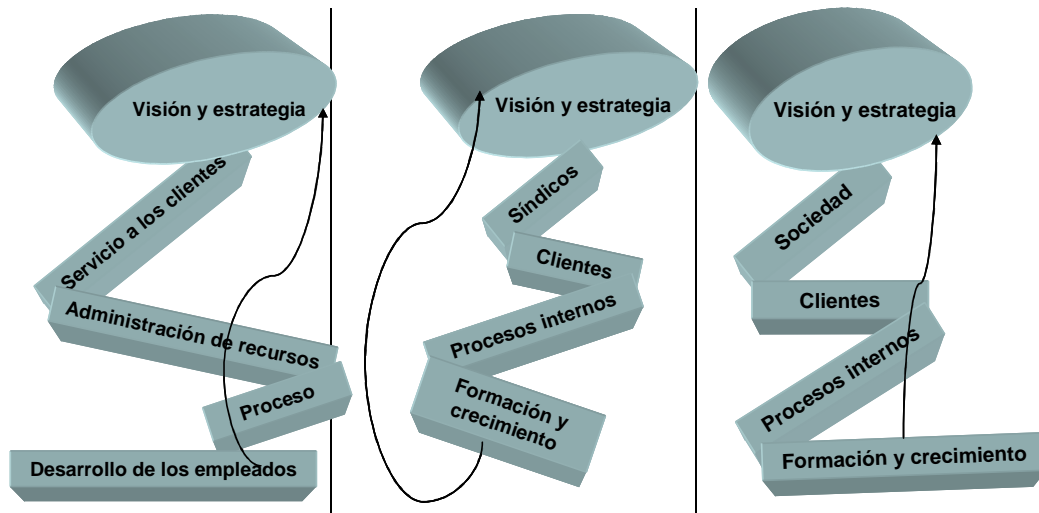 Visión y estrategia
Servicio a los clientes
Administración de recursos
Proceso
Desarrollo de los empleados
Visión y estrategia
Síndicos
Clientes
Procesos internos
Formación y
crecimiento
Visión y estrategia
Sociedad
Clientes
Procesos internos
Formación y crecimiento